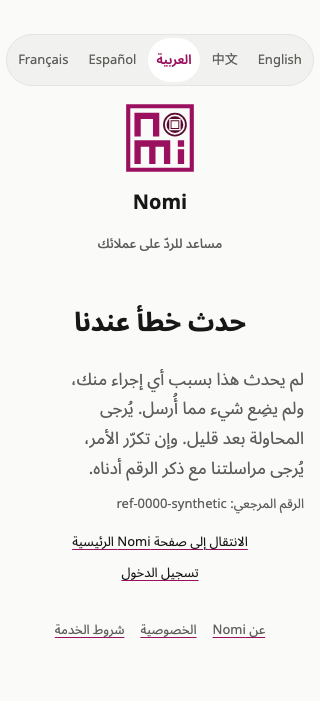 Français Español العربية 中文 English
nomi
Nomi
مساعد للردّ على عملائك
حدث خطأ عندنا
لم يحدث هذا بسبب أي إجراء منك،
ولم يضِع شيء مما أُرسل. يُرجى
المحاولة بعد قليل. وإن تكرّر الأمر،
يُرجى مراسلتنا مع ذكر الرقم أدناه.
الرقم المرجعي: ref-0000-synthetic
الانتقال إلى صفحة Nomi الرئيسية
تسجيل الدخول
عن Nomi الخصوصية شروط الخدمة